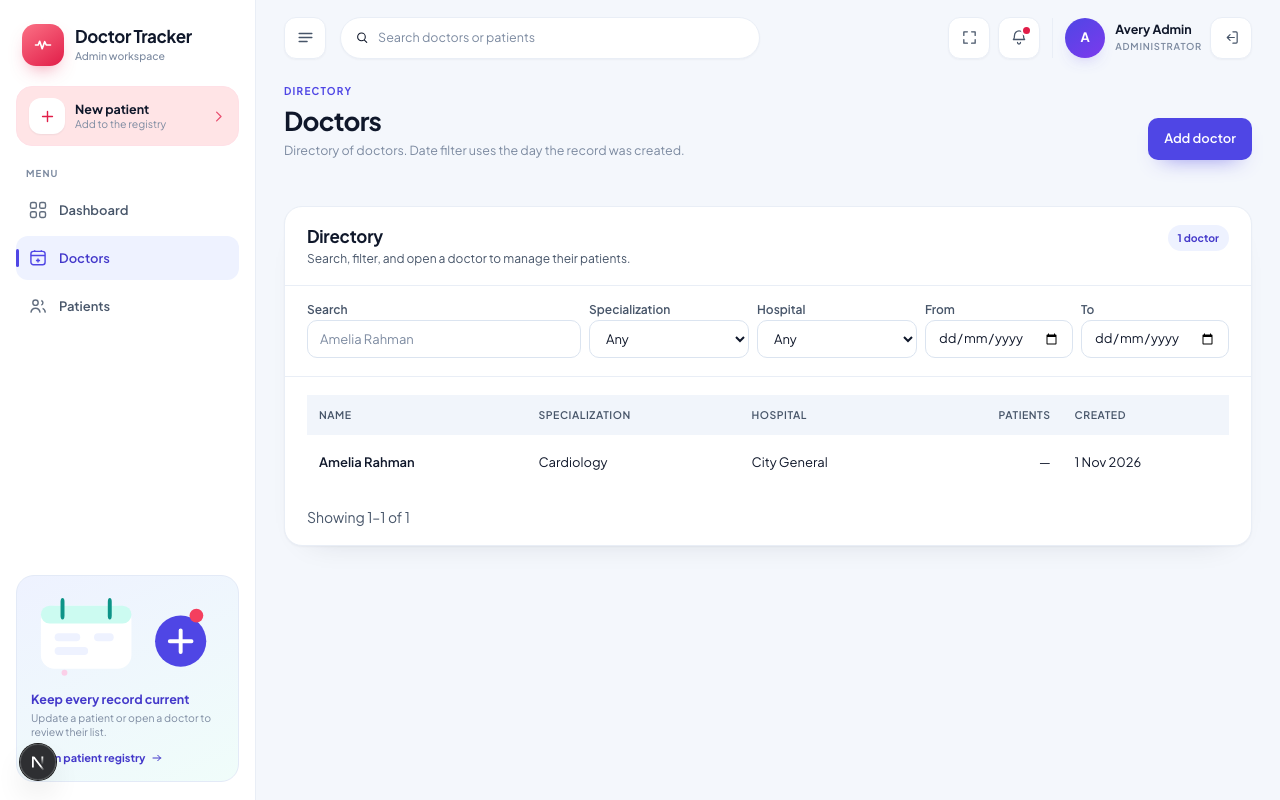 Doctor Tracker
Admin workspace
New patient
Add to the registry
MENU
Dashboard
Doctors
Patients
Keep every record current
Update a patient or open a doctor to
review their list.
patient registry →
N
Search doctors or patients
A
Avery Admin
ADMINISTRATOR
DIRECTORY
Doctors
Directory of doctors. Date filter uses the day the record was created.
Add doctor
Directory
1 doctor
Search, filter, and open a doctor to manage their patients.
Search Specialization Hospital From To
Amelia Rahman Any Any dd/mm/yyyy dd/mm/yyyy
NAME SPECIALIZATION HOSPITAL PATIENTS CREATED
Amelia Rahman Cardiology City General — 1 Nov 2026
Showing 1–1 of 1